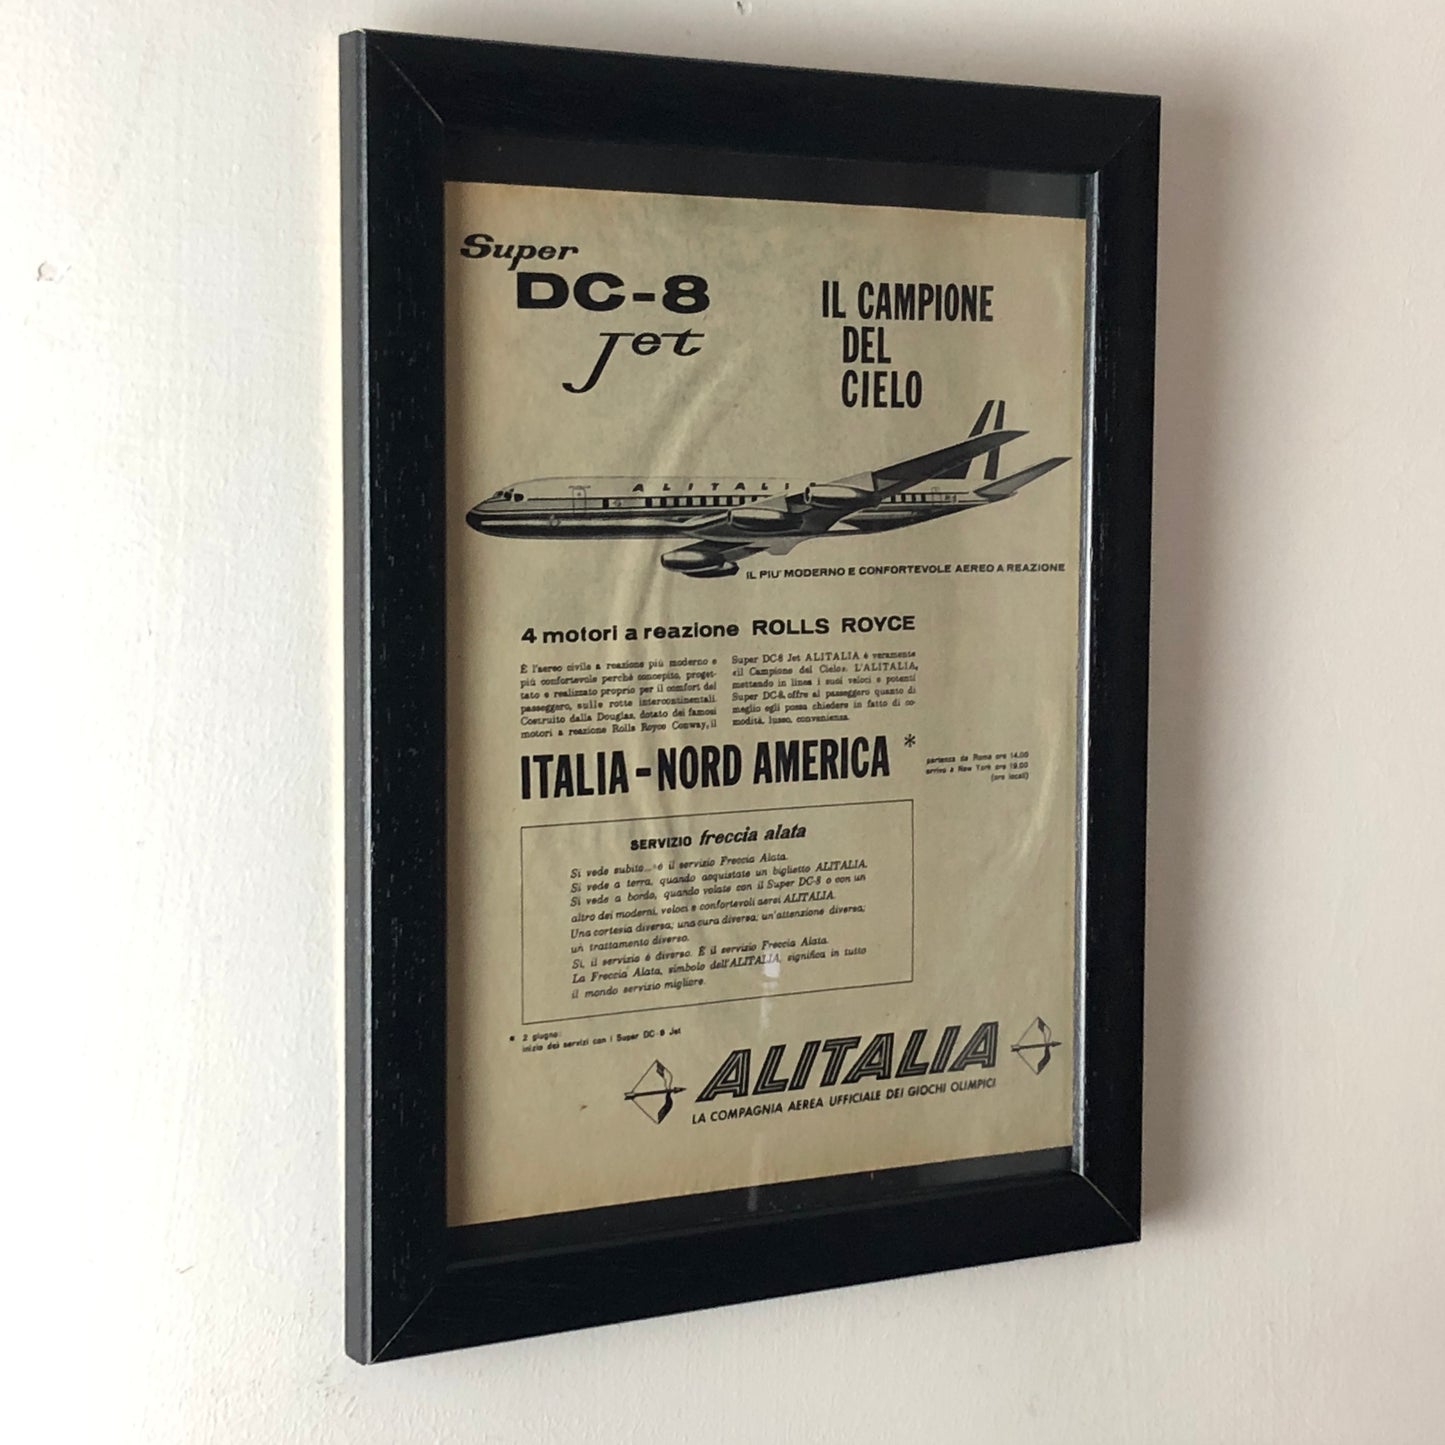 Super
DC-8
Jet
IL CAMPIONE
DEL
CIELO
ALITALI
IL PIU' MODERNO E CONFORTEVOLE AEREO A REAZIONE
4 motori a reazione ROLLS ROYCE
È l'aereo civile a reazione più moderno e
più confortevole perchè concepito, proget-
tato e realizzato proprio per il comfort del
passeggero, sulle rotte intercontinentali.
Costruito dalla Douglas, dotato dei famosi
motori a reazione Rolls Royce Conway, il
Super DC-8 Jet ALITALIA è veramente
«il Campione del Cielo». L'ALITALIA,
mettendo in linea i suoi veloci e potenti
Super DC-8, offre al passeggero quanto di
meglio egli possa chiedere in fatto di co-
modità, lusso, convenienza.
ITALIA-NORD AMERICA *
partenza da Roma ore 14.00
arrivo a New York ore 19.00
(ore locali)
SERVIZIO freccia alata
Si vede subito... è il servizio Freccia Alata.
Si vede a terra, quando acquistate un biglietto ALITALIA.
Si vede a bordo, quando volate con il Super DC-8 o con un
altro dei moderni, veloci e confortevoli aerei ALITALIA.
Una cortesia diversa; una cura diversa; un'attenzione diversa;
un trattamento diverso.
Sì, il servizio è diverso. È il servizio Freccia Alata.
La Freccia Alata, simbolo dell'ALITALIA, significa in tutto
il mondo servizio migliore.
* 2 giugno:
inizio dei servizi con i Super DC-8 Jet
ALITALIA
LA COMPAGNIA AEREA UFFICIALE DEI GIOCHI OLIMPICI